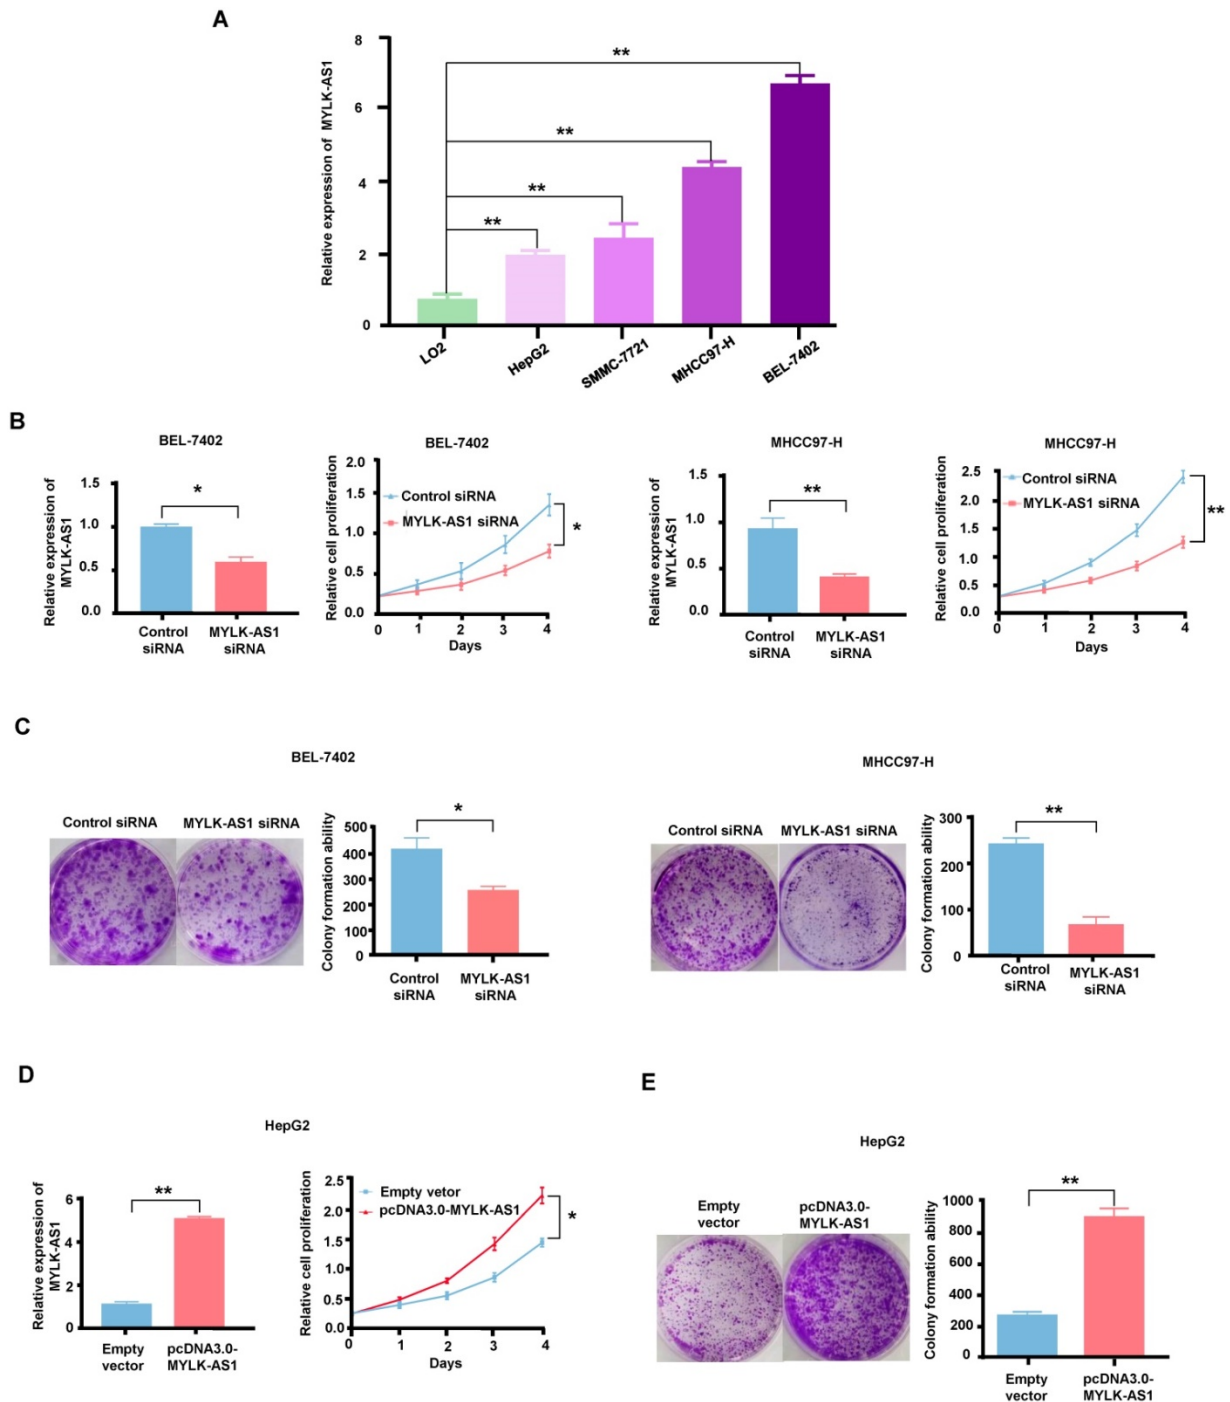 A
Relative expression of MYLK-AS1
8
6
4
2
0
**
**
**
**
LO2
HepG2
SMMC-7721
MHCC97-H
BEL-7402
B
BEL-7402
Relative expression of
MYLK-AS1
1.5
1.0
0.5
0.0
*
Control
siRNA
MYLK-AS1
siRNA
BEL-7402
Relative cell proliferation
2.0
1.5
1.0
0.5
0.0
Control siRNA
MYLK-AS1 siRNA
*
0
1
2
3
4
Days
MHCC97-H
Relative expression of
MYLK-AS1
1.5
1.0
0.5
0.0
**
Control
siRNA
MYLK-AS1
siRNA
MHCC97-H
Relative cell proliferation
2.5
2.0
1.5
1.0
0.5
0.0
Control siRNA
MYLK-AS1 siRNA
**
0
1
2
3
4
Days
C
BEL-7402
Control siRNA
MYLK-AS1 siRNA
Colony formation ability
500
400
300
200
100
0
*
Control
siRNA
MYLK-AS1
siRNA
MHCC97-H
Control siRNA
MYLK-AS1 siRNA
Colony formation ability
300
200
100
0
**
Control
siRNA
MYLK-AS1
siRNA
D
HepG2
Relative expression of
MYLK-AS1
6
4
2
0
**
Empty
vector
pcDNA3.0-
MYLK-AS1
Relative cell proliferation
2.5
2.0
1.5
1.0
0.5
0.0
Empty vetor
pcDNA3.0-MYLK-AS1
*
0
1
2
3
4
Days
E
HepG2
Empty
vector
pcDNA3.0-
MYLK-AS1
Colony formation ability
1000
800
600
400
200
0
**
Empty
vector
pcDNA3.0-
MYLK-AS1